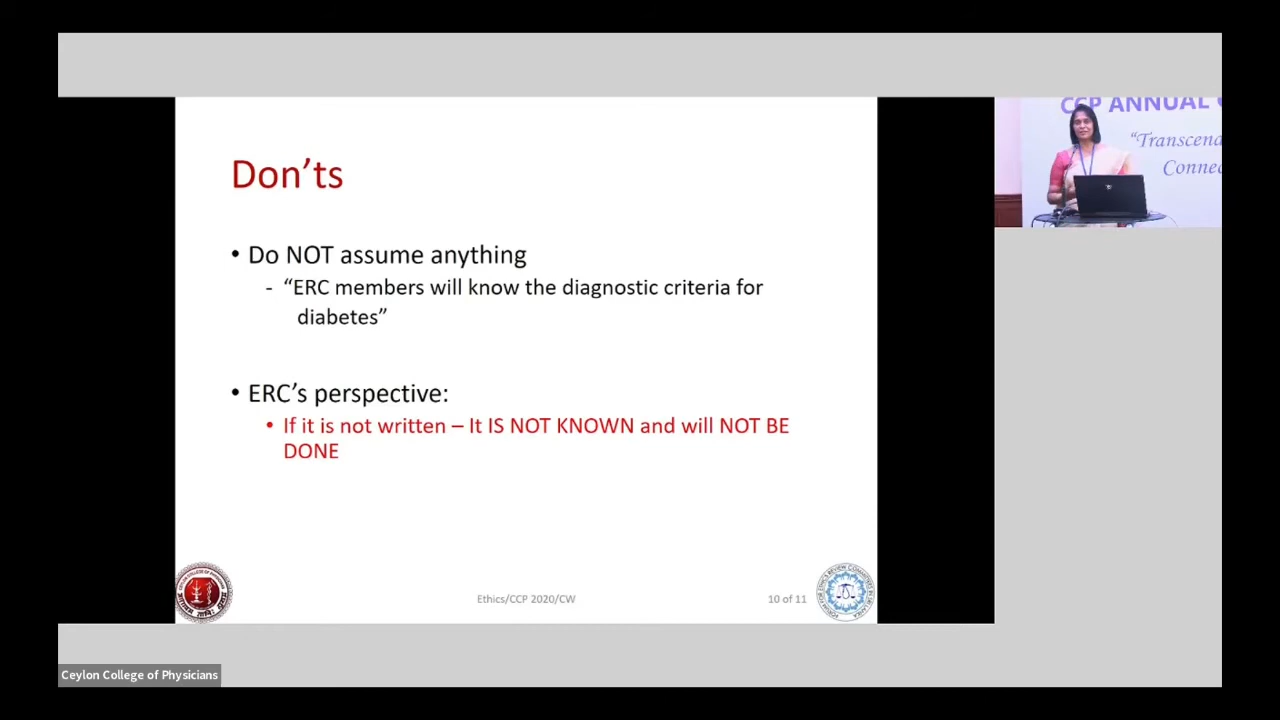 CCP ANNUAL
"Transcend
Connec
Don'ts
• Do NOT assume anything
- "ERC members will know the diagnostic criteria for
diabetes"
• ERC's perspective:
• If it is not written – It IS NOT KNOWN and will NOT BE
DONE
Ethics/CCP 2020/CW
10 of 11
Ceylon College of Physicians